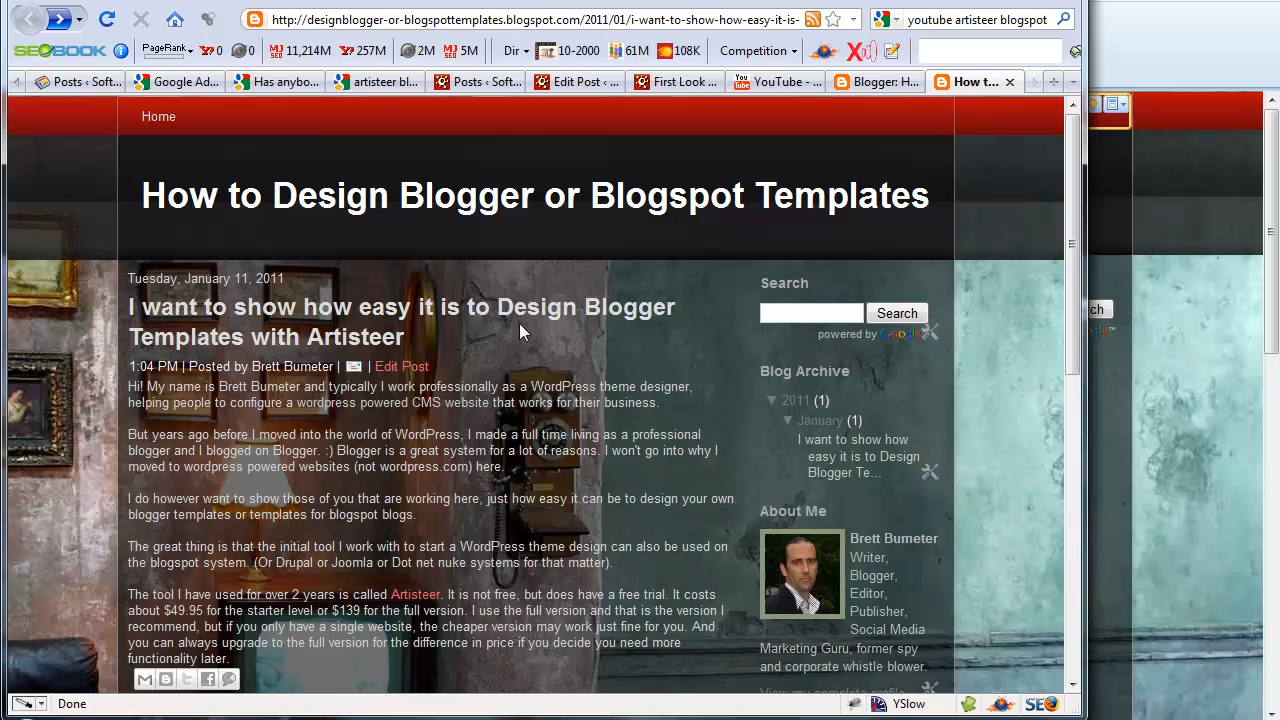 http://designblogger-or-blogspottemplates.blogspot.com/2011/01/i-want-to-show-how-easy-it-is-
youtube artisteer blogspot
SEOBOOK
PageRank 0 0 11,214M 257M 2M 5M Dir 10-2000 61M 108K Competition
Posts ‹ Soft...
Google Ad...
Has anybo...
artisteer bl...
Posts ‹ Soft...
Edit Post ‹ ...
First Look ...
YouTube - ...
Blogger: H...
How t...
Home
How to Design Blogger or Blogspot Templates
Tuesday, January 11, 2011
I want to show how easy it is to Design Blogger
Templates with Artisteer
1:04 PM | Posted by Brett Bumeter | Edit Post
Hi! My name is Brett Bumeter and typically I work professionally as a WordPress theme designer,
helping people to configure a wordpress powered CMS website that works for their business.
But years ago before I moved into the world of WordPress, I made a full time living as a professional
blogger and I blogged on Blogger. :) Blogger is a great system for a lot of reasons. I won't go into why I
moved to wordpress powered websites (not wordpress.com) here.
I do however want to show those of you that are working here, just how easy it can be to design your own
blogger templates or templates for blogspot blogs.
The great thing is that the initial tool I work with to start a WordPress theme design can also be used on
the blogspot system. (Or Drupal or Joomla or Dot net nuke systems for that matter).
The tool I have used for over 2 years is called Artisteer. It is not free, but does have a free trial. It costs
about $49.95 for the starter level or $139 for the full version. I use the full version and that is the version I
recommend, but if you only have a single website, the cheaper version may work just fine for you. And
you can always upgrade to the full version for the difference in price if you decide you need more
functionality later.
Search
Search
powered by Google
Blog Archive
▼ 2011 (1)
▼ January (1)
I want to show how
easy it is to Design
Blogger Te...
About Me
Brett Bumeter
Writer,
Blogger,
Editor,
Publisher,
Social Media
Marketing Guru, former spy
and corporate whistle blower.
View my complete profile
ch
Done
YSlow
SEO